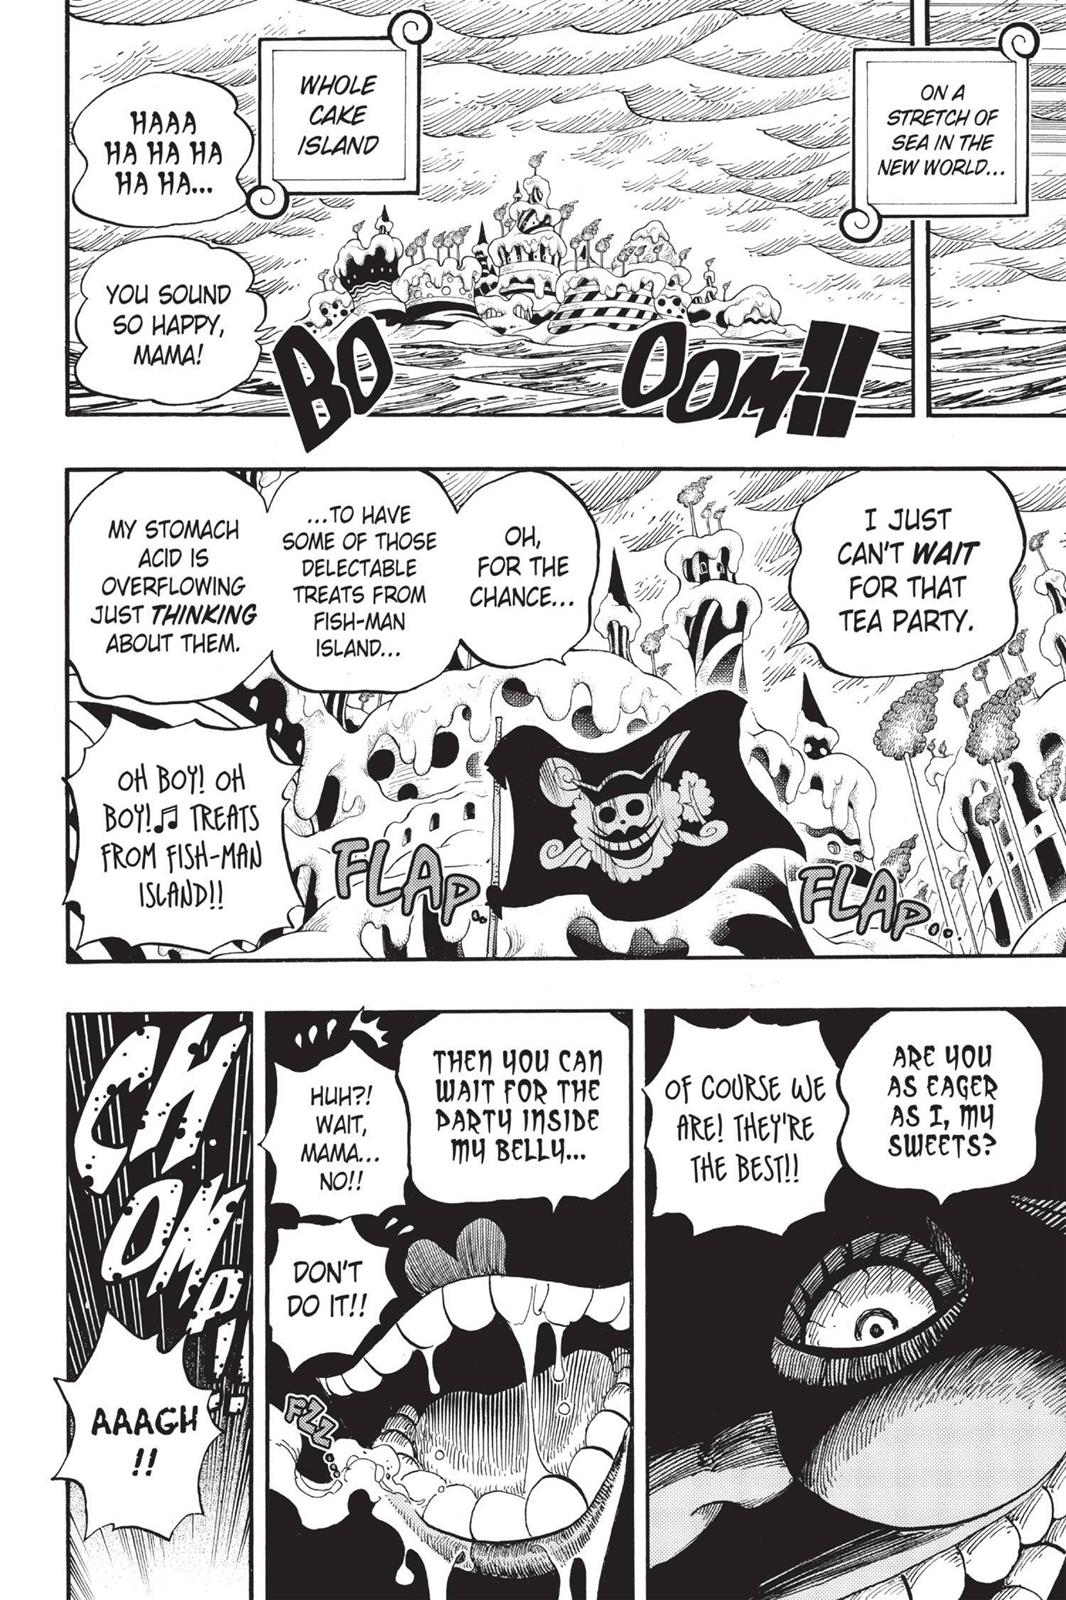 ON A
STRETCH OF
SEA IN THE
NEW WORLD...
WHOLE
CAKE
ISLAND
HAAA
HA HA HA
HA HA...
YOU SOUND
SO HAPPY,
MAMA!
BO
OOM!!
I JUST
CAN'T WAIT
FOR THAT
TEA PARTY.
OH,
FOR THE
CHANCE...
...TO HAVE
SOME OF THOSE
DELECTABLE
TREATS FROM
FISH-MAN
ISLAND...
MY STOMACH
ACID IS
OVERFLOWING
JUST THINKING
ABOUT THEM.
OH BOY! OH
BOY!♫ TREATS
FROM FISH-MAN
ISLAND!!
FLAP...
FLAP...
ARE YOU
AS EAGER
AS I, MY
SWEETS?
OF COURSE WE
ARE! THEY'RE
THE BEST!!
THEN YOU CAN
WAIT FOR THE
PARTY INSIDE
MY BELLY...
HUH?!
WAIT,
MAMA...
NO!!
DON'T
DO IT!!
FZZ...
CH
OMP!!
AAAGH
!!